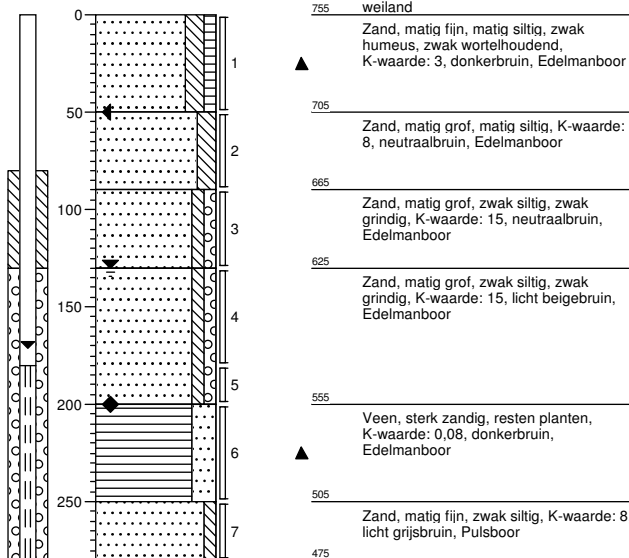 755 weiland
0
Zand, matig fijn, matig siltig, zwak
humeus, zwak wortelhoudend,
K-waarde: 3, donkerbruin, Edelmanboor
1
50
705
Zand, matig grof, matig siltig, K-waarde:
8, neutraalbruin, Edelmanboor
2
665
Zand, matig grof, zwak siltig, zwak
grindig, K-waarde: 15, neutraalbruin,
Edelmanboor
100
3
625
Zand, matig grof, zwak siltig, zwak
grindig, K-waarde: 15, licht beigebruin,
Edelmanboor
150
4
5
200
555
Veen, sterk zandig, resten planten,
K-waarde: 0,08, donkerbruin,
Edelmanboor
6
250
505
Zand, matig fijn, zwak siltig, K-waarde: 8
licht grijsbruin, Pulsboor
7
475